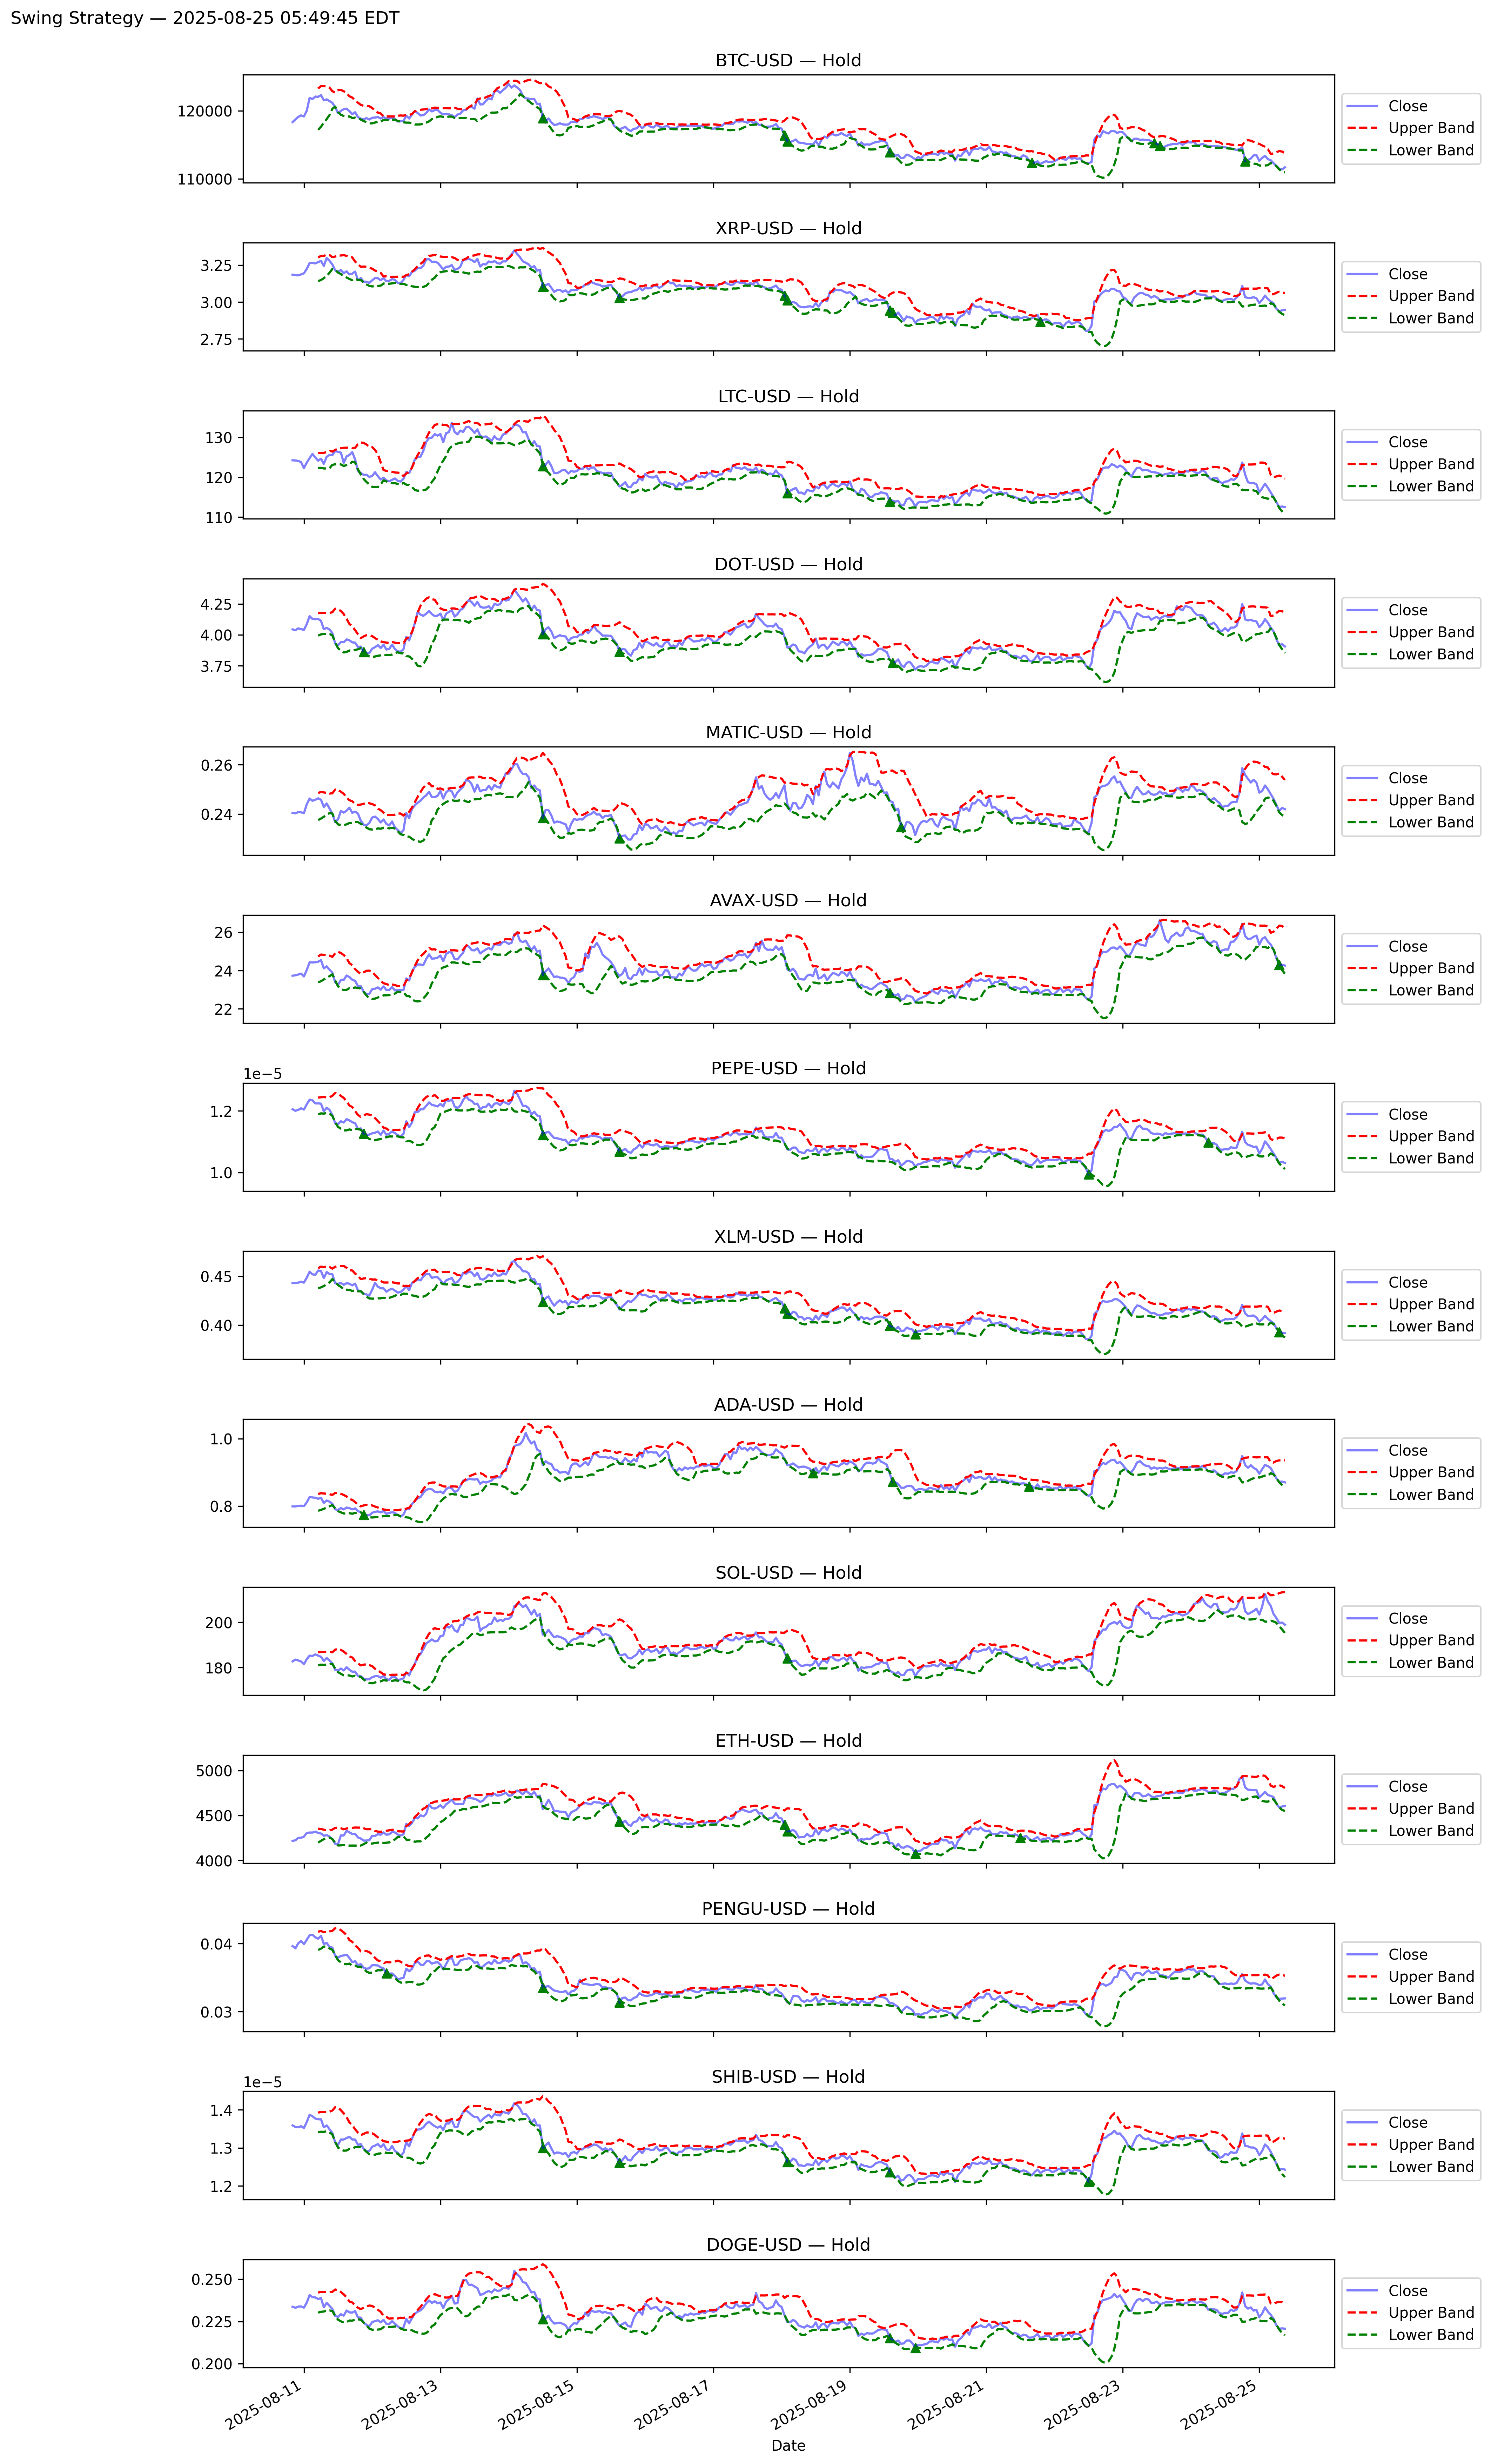 Swing Strategy — 2025-08-25 05:49:45 EDT
BTC-USD — Hold
120000
110000
Close
Upper Band
Lower Band
XRP-USD — Hold
3.25
3.00
2.75
Close
Upper Band
Lower Band
LTC-USD — Hold
130
120
110
Close
Upper Band
Lower Band
DOT-USD — Hold
4.25
4.00
3.75
Close
Upper Band
Lower Band
MATIC-USD — Hold
0.26
0.24
Close
Upper Band
Lower Band
AVAX-USD — Hold
26
24
22
Close
Upper Band
Lower Band
PEPE-USD — Hold
1e−5
1.2
1.0
Close
Upper Band
Lower Band
XLM-USD — Hold
0.45
0.40
Close
Upper Band
Lower Band
ADA-USD — Hold
1.0
0.8
Close
Upper Band
Lower Band
SOL-USD — Hold
200
180
Close
Upper Band
Lower Band
ETH-USD — Hold
5000
4500
4000
Close
Upper Band
Lower Band
PENGU-USD — Hold
0.04
0.03
Close
Upper Band
Lower Band
SHIB-USD — Hold
1e−5
1.4
1.3
1.2
Close
Upper Band
Lower Band
DOGE-USD — Hold
0.250
0.225
0.200
Close
Upper Band
Lower Band
2025-08-11
2025-08-13
2025-08-15
2025-08-17
2025-08-19
2025-08-21
2025-08-23
2025-08-25
Date